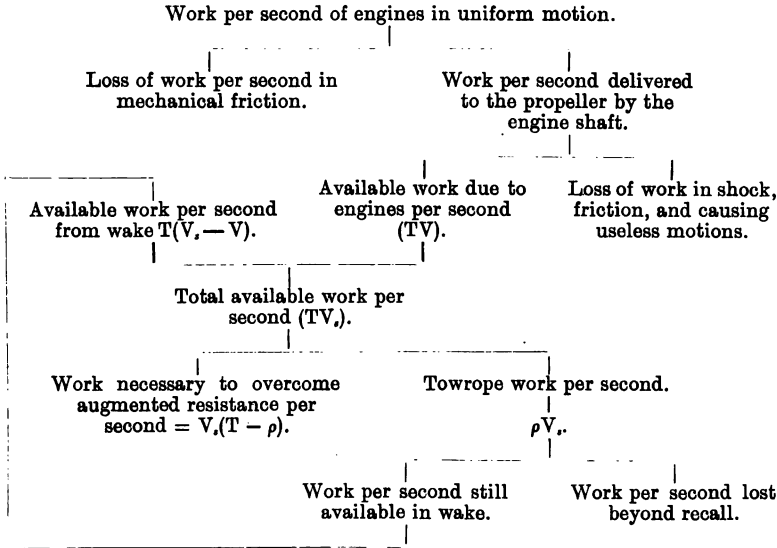 Work per second of engines in uniform motion.
Loss of work per second in
mechanical friction.
Work per second delivered
to the propeller by the
engine shaft.
Available work per second
from wake T(Vₛ — V).
Available work due to
engines per second
(TV).
Loss of work in shock,
friction, and causing
useless motions.
Total available work per
second (TVₛ).
Work necessary to overcome
augmented resistance per
second = Vₛ(T − ρ).
Towrope work per second.
ρVₛ.
Work per second still
available in wake.
Work per second lost
beyond recall.